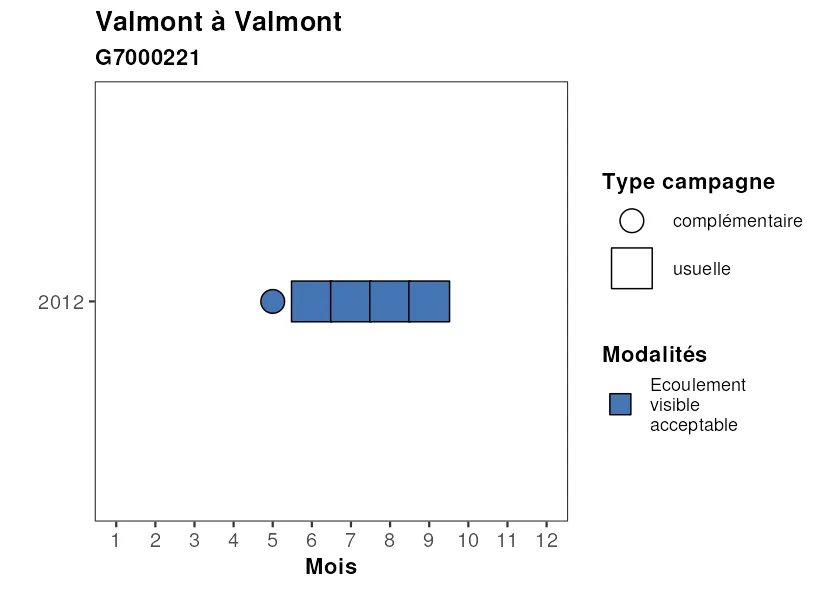 Valmont à Valmont
G7000221
Type campagne
complémentaire
usuelle
2012
Modalités
Ecoulement
visible
acceptable
1 2 3 4 5 6 7 8 9 10 11 12
Mois